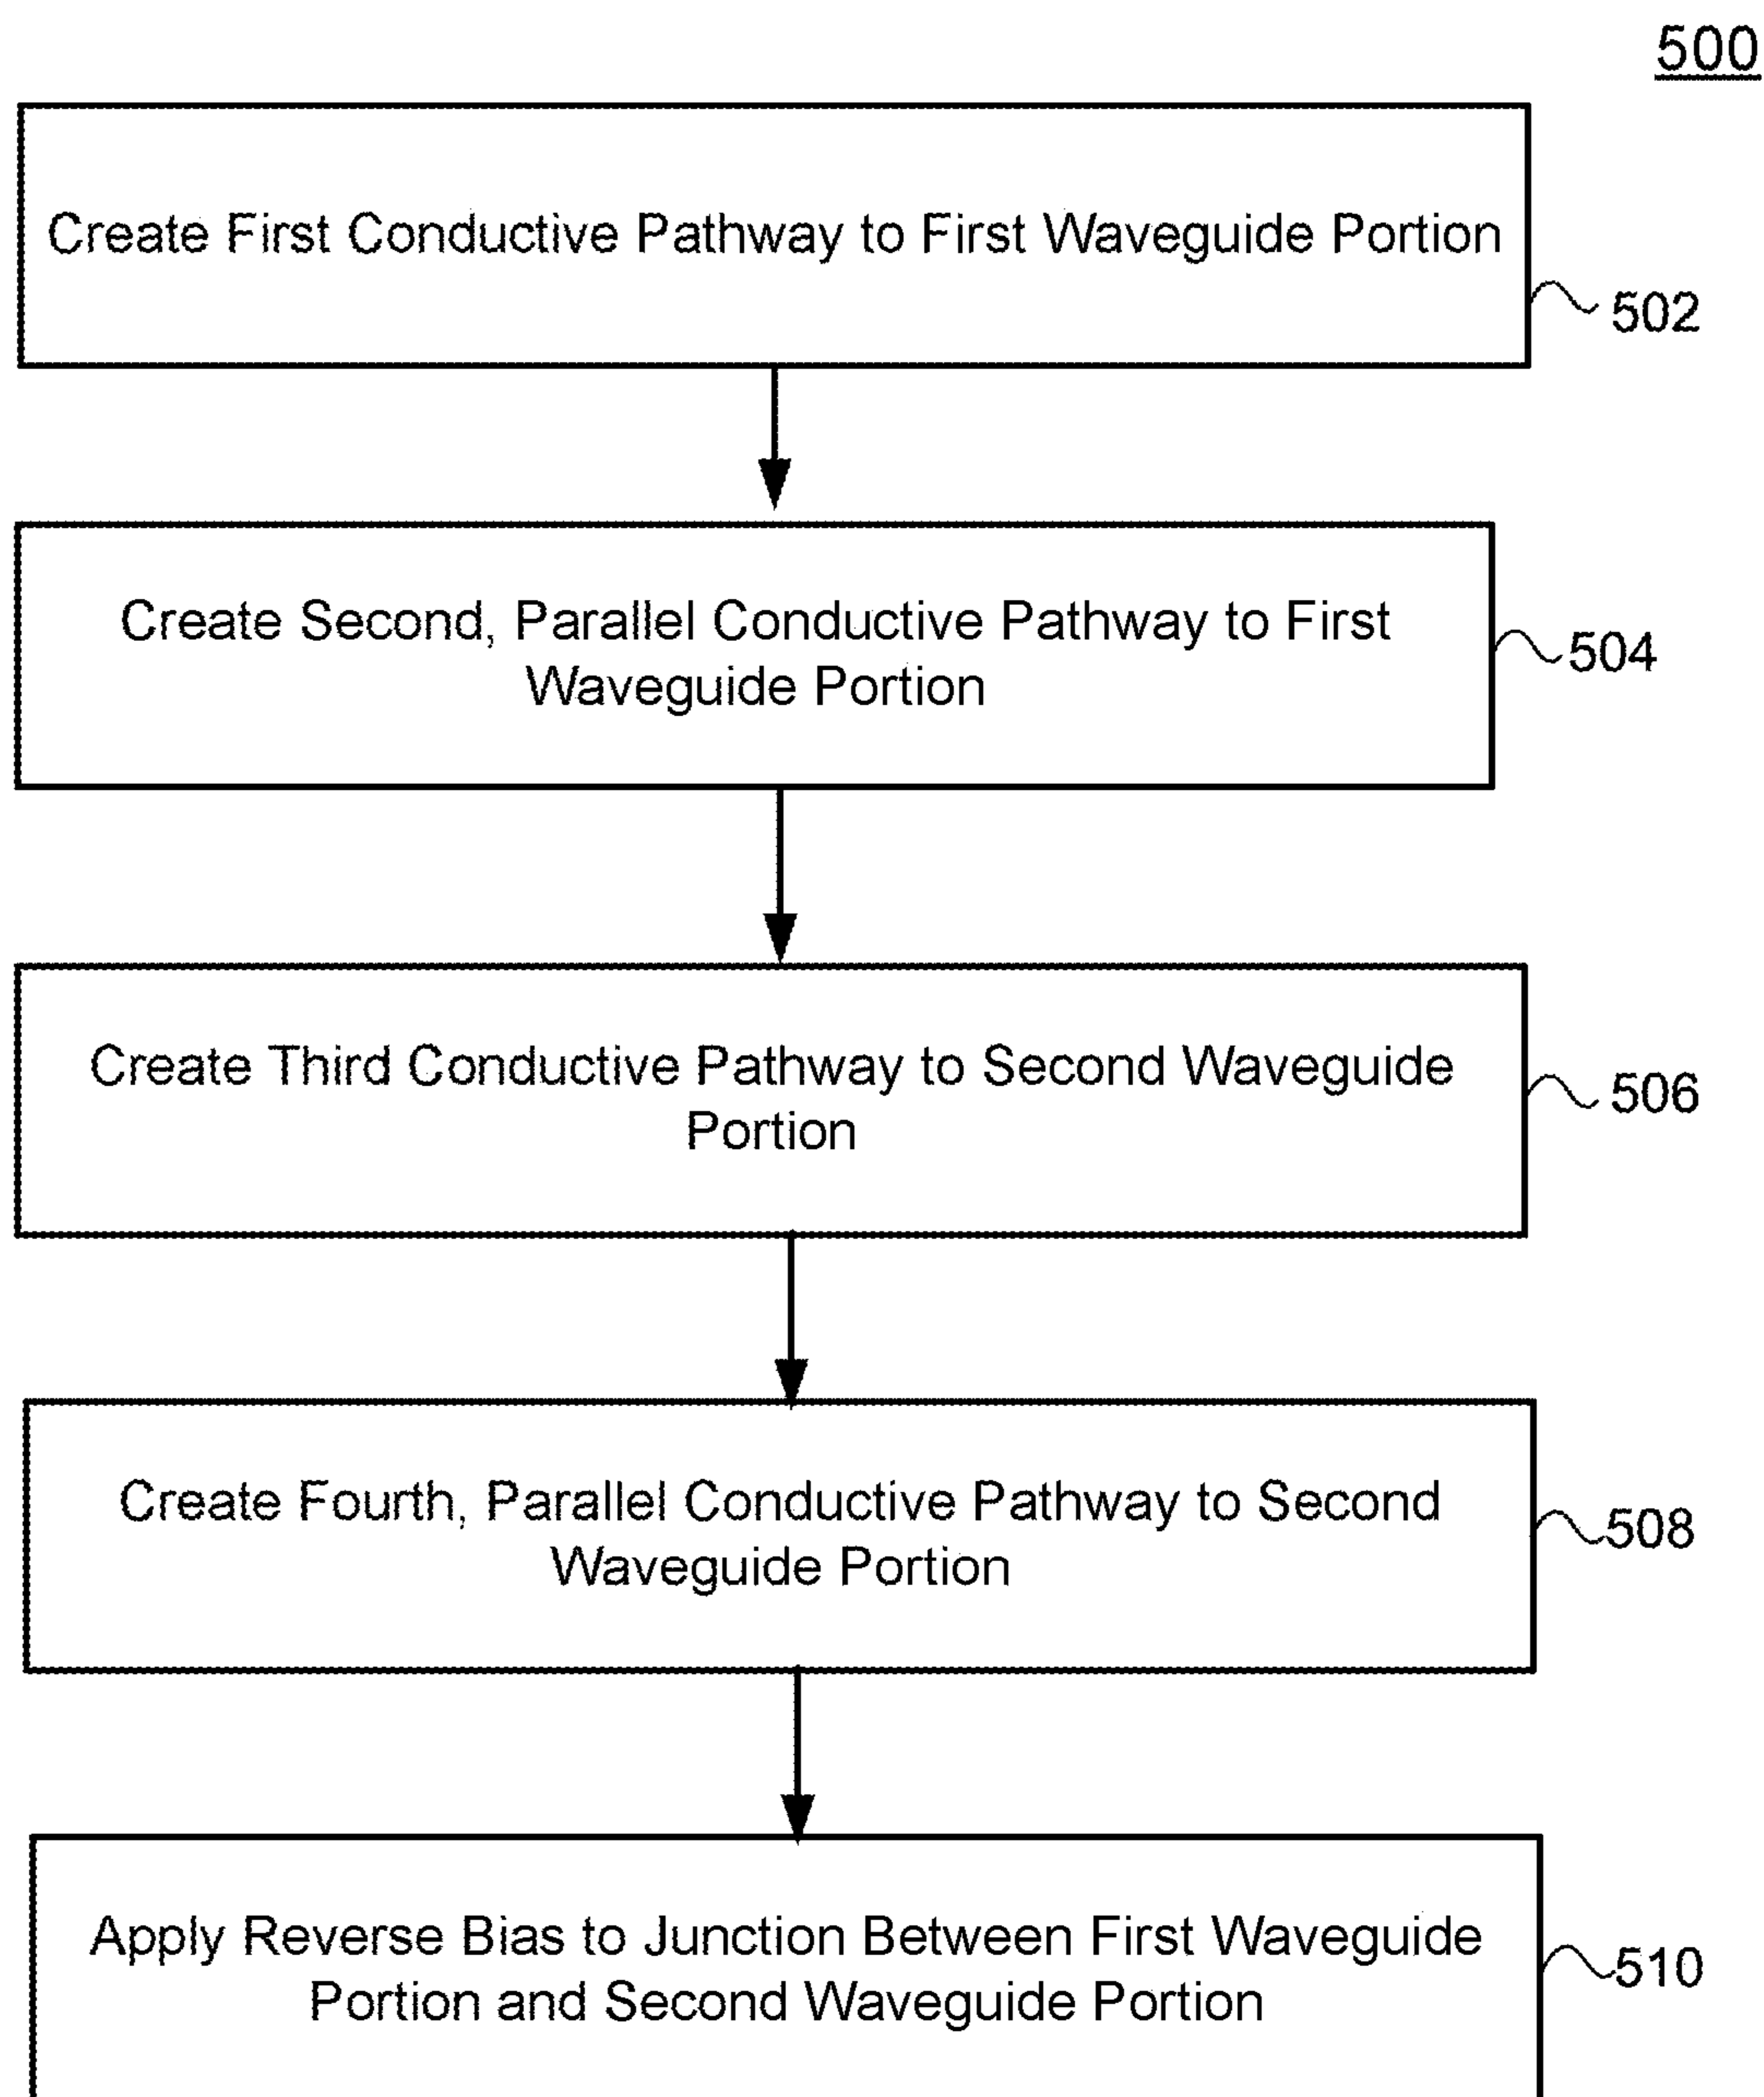 500
Create First Conductive Pathway to First Waveguide Portion
502
Create Second, Parallel Conductive Pathway to First
Waveguide Portion
504
Create Third Conductive Pathway to Second Waveguide
Portion
506
Create Fourth, Parallel Conductive Pathway to Second
Waveguide Portion
508
Apply Reverse Bias to Junction Between First Waveguide
Portion and Second Waveguide Portion
510